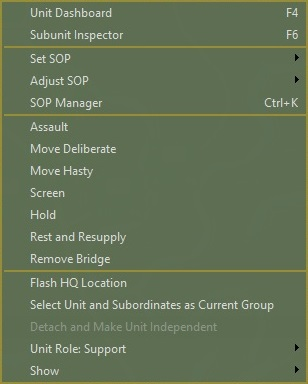 Unit Dashboard F4
Subunit Inspector F6
Set SOP
Adjust SOP
SOP Manager Ctrl+K
Assault
Move Deliberate
Move Hasty
Screen
Hold
Rest and Resupply
Remove Bridge
Flash HQ Location
Select Unit and Subordinates as Current Group
Detach and Make Unit Independent
Unit Role: Support
Show